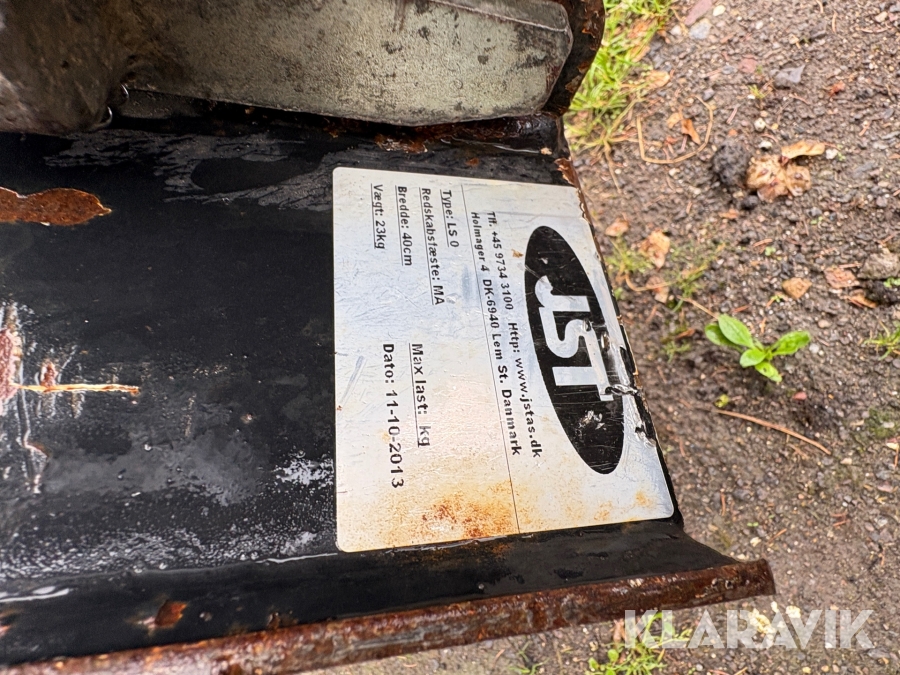 JST
Tlf. +45 9734 3100 Http: www.jstas.dk
Holmager 4 DK-6940 Lem St. Danmark
Type: LS 0
Redskabsfæste: MA Max last: kg
Bredde: 40cm
Vægt: 23kg Dato: 11-10-2013
KLARAVIK